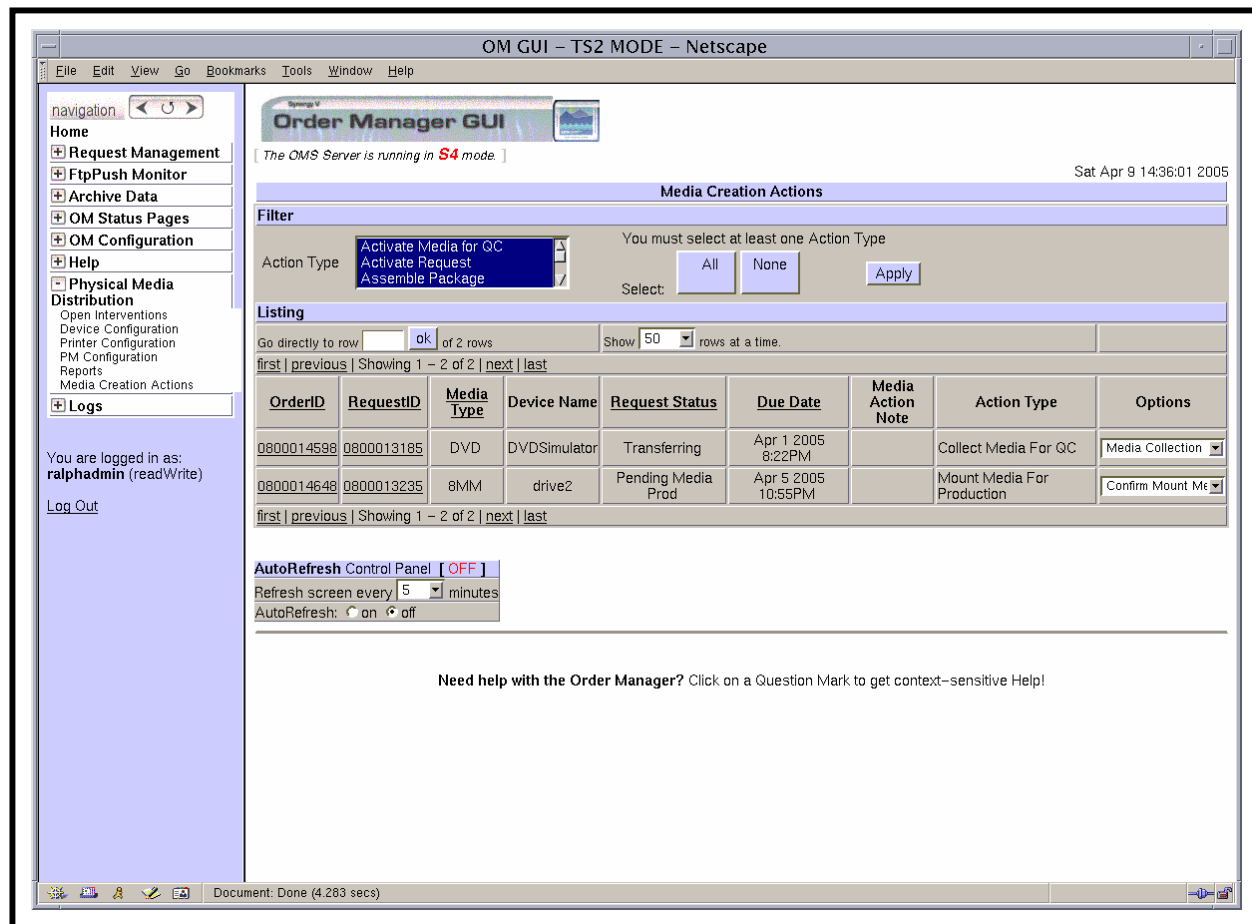 OM GUI – TS2 MODE – Netscape
File Edit View Go Bookmarks Tools Window Help
navigation
Home
Request Management
FtpPush Monitor
Archive Data
OM Status Pages
OM Configuration
Help
Physical Media
Distribution
Open Interventions
Device Configuration
Printer Configuration
PM Configuration
Reports
Media Creation Actions
Logs
You are logged in as:
ralphadmin (readWrite)
Log Out
Synergy V
Order Manager GUI
[ The OMS Server is running in S4 mode. ]
Sat Apr 9 14:36:01 2005
Media Creation Actions
Filter
Action Type
Activate Media for QC
Activate Request
Assemble Package
You must select at least one Action Type
Select: All None Apply
Listing
Go directly to row ok of 2 rows Show 50 rows at a time.
first | previous | Showing 1 – 2 of 2 | next | last
OrderID RequestID Media Type Device Name Request Status Due Date Media Action Note Action Type Options
0800014598 0800013185 DVD DVDSimulator Transferring Apr 1 2005 8:22PM Collect Media For QC Media Collection
0800014648 0800013235 8MM drive2 Pending Media Prod Apr 5 2005 10:55PM Mount Media For Production Confirm Mount Me
first | previous | Showing 1 – 2 of 2 | next | last
AutoRefresh Control Panel [ OFF ]
Refresh screen every 5 minutes
AutoRefresh: on off
Need help with the Order Manager? Click on a Question Mark to get context–sensitive Help!
Document: Done (4.283 secs)